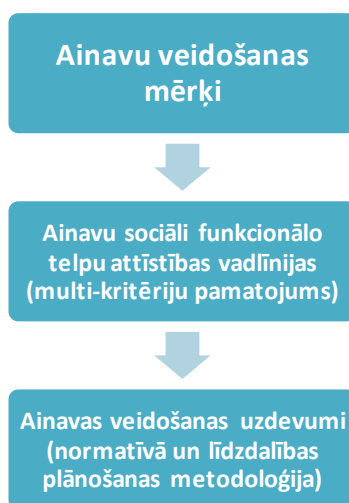 Ainavu veidošanas
mērķi
Ainavu sociāli funkcionālo
telpu attīstības vadlīnijas
(multi-kritēriju pamatojums)
Ainavas veidošanas uzdevumi
(normatīvā un līdzdalības
plānošanas metodoloģija)